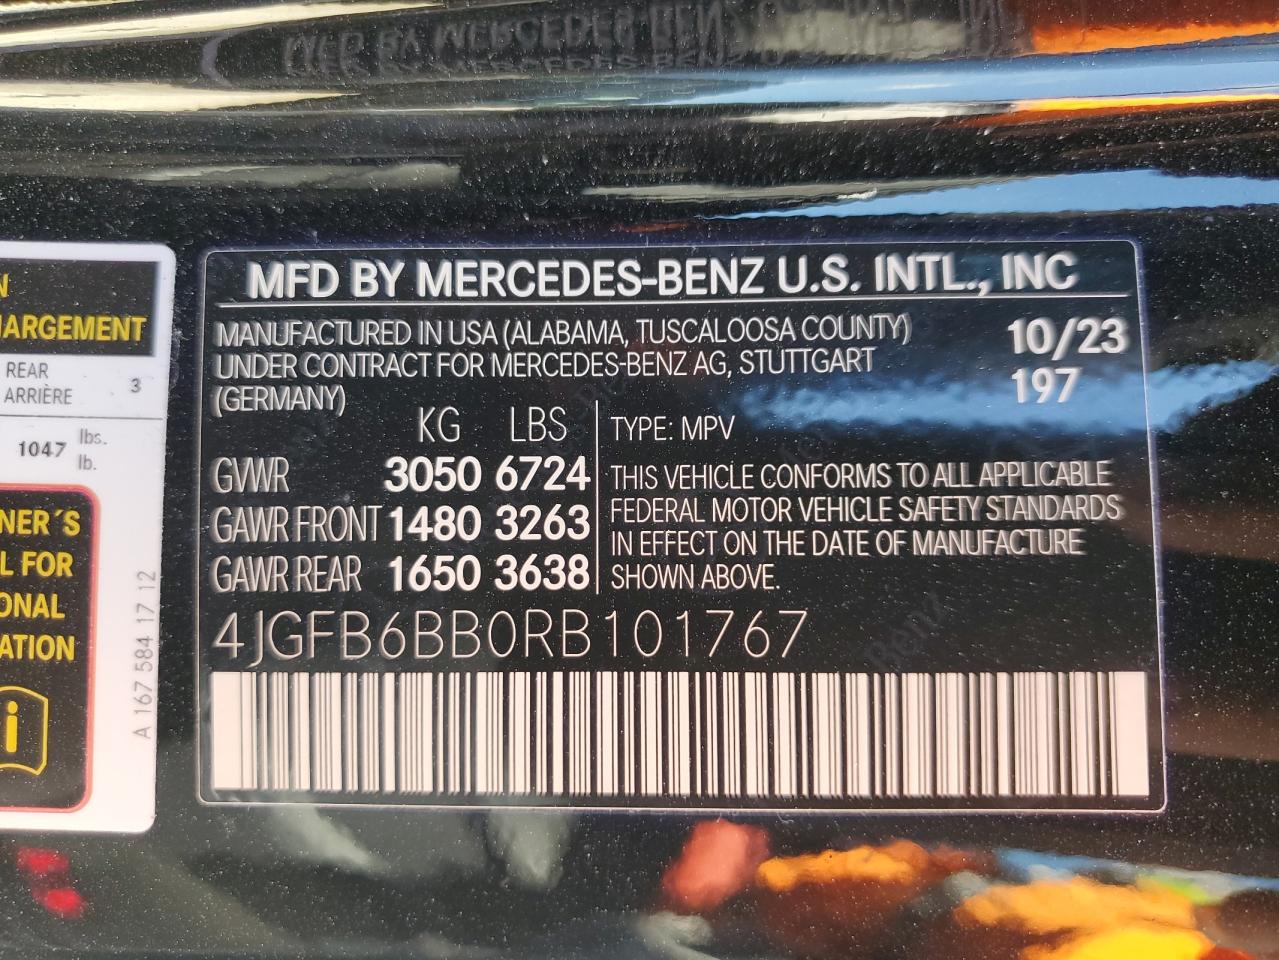 MFD BY MERCEDES-BENZ U.S. INTL., INC
MANUFACTURED IN USA (ALABAMA, TUSCALOOSA COUNTY)
UNDER CONTRACT FOR MERCEDES-BENZ AG, STUTTGART
(GERMANY)
10/23
197
KG LBS
GVWR 3050 6724
GAWR FRONT 1480 3263
GAWR REAR 1650 3638
TYPE: MPV
THIS VEHICLE CONFORMS TO ALL APPLICABLE
FEDERAL MOTOR VEHICLE SAFETY STANDARDS
IN EFFECT ON THE DATE OF MANUFACTURE
SHOWN ABOVE.
4JGFB6BB0RB101767
N
HARGEMENT
REAR
ARRIÈRE 3
1047 lbs.
lb.
NER´S
L FOR
ONAL
ATION
i
A 167 584 17 12